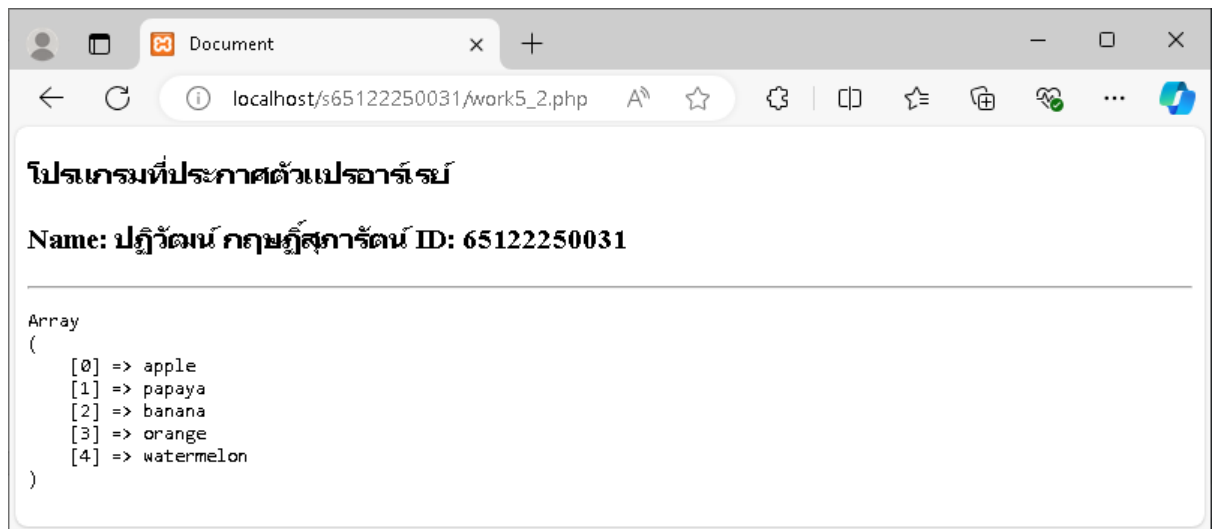 Document
localhost/s65122250031/work5_2.php
โปรแกรมที่ประกาศตัวแปรอาร์เรย์
Name: ปฏิวัฒน์ กฤษฎิ์สุภารัตน์ ID: 65122250031
Array
(
[0] => apple
[1] => papaya
[2] => banana
[3] => orange
[4] => watermelon
)